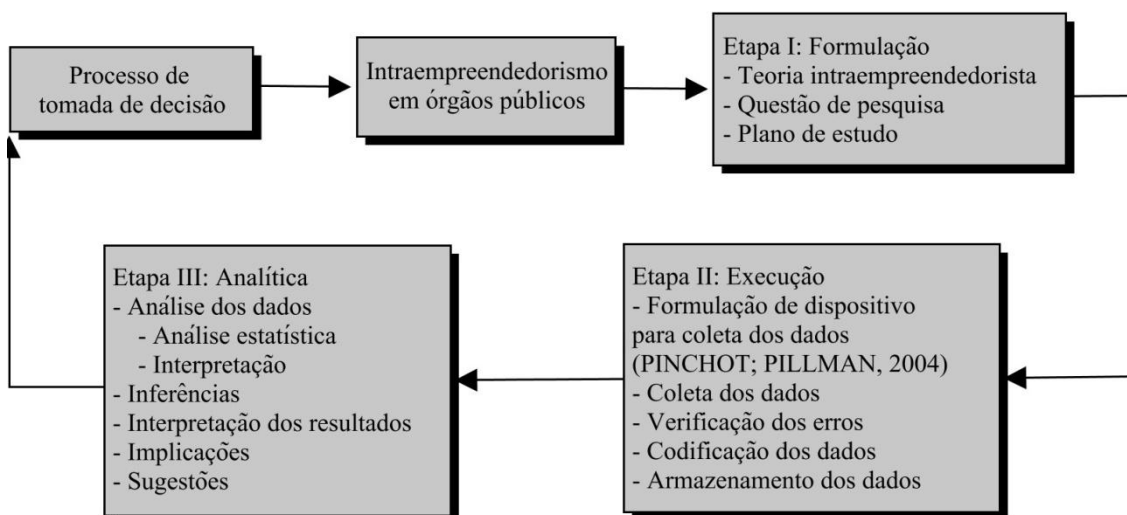 Processo de
tomada de decisão
Intraempreendedorismo
em órgãos públicos
Etapa I: Formulação
- Teoria intraempreendedorista
- Questão de pesquisa
- Plano de estudo
Etapa III: Analítica
- Análise dos dados
- Análise estatística
- Interpretação
- Inferências
- Interpretação dos resultados
- Implicações
- Sugestões
Etapa II: Execução
- Formulação de dispositivo
para coleta dos dados
(PINCHOT; PILLMAN, 2004)
- Coleta dos dados
- Verificação dos erros
- Codificação dos dados
- Armazenamento dos dados